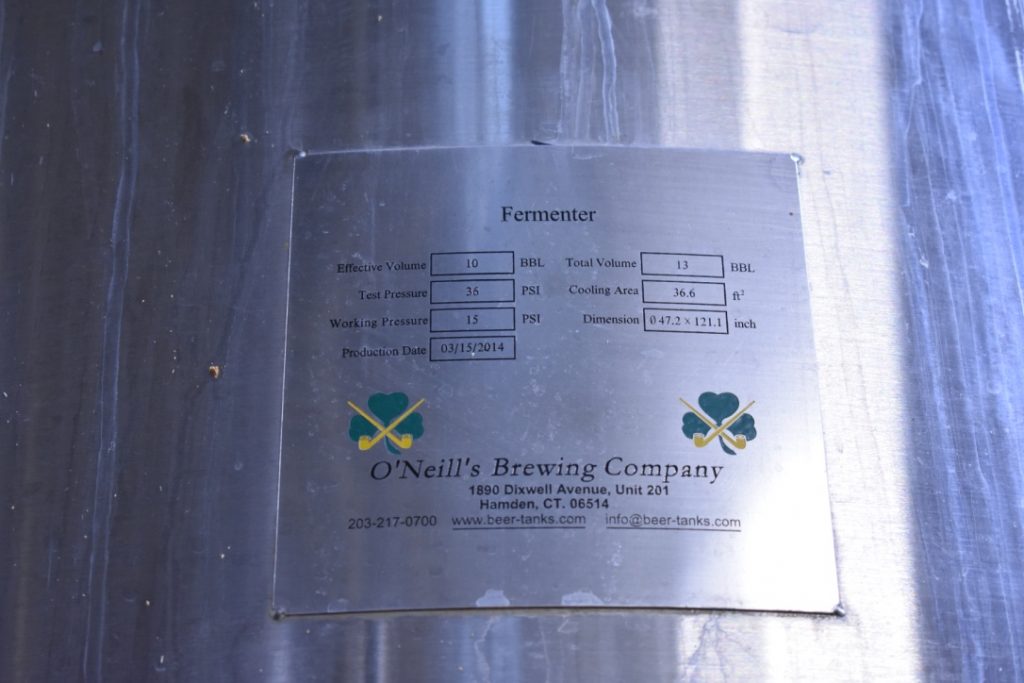 Fermenter
Effective Volume 10 BBL Total Volume 13 BBL
Test Pressure 36 PSI Cooling Area 36.6 ft²
Working Pressure 15 PSI Dimension Ø 47.2 × 121.1 inch
Production Date 03/15/2014
O'Neill's Brewing Company
1890 Dixwell Avenue, Unit 201
Hamden, CT. 06514
203-217-0700 www.beer-tanks.com info@beer-tanks.com